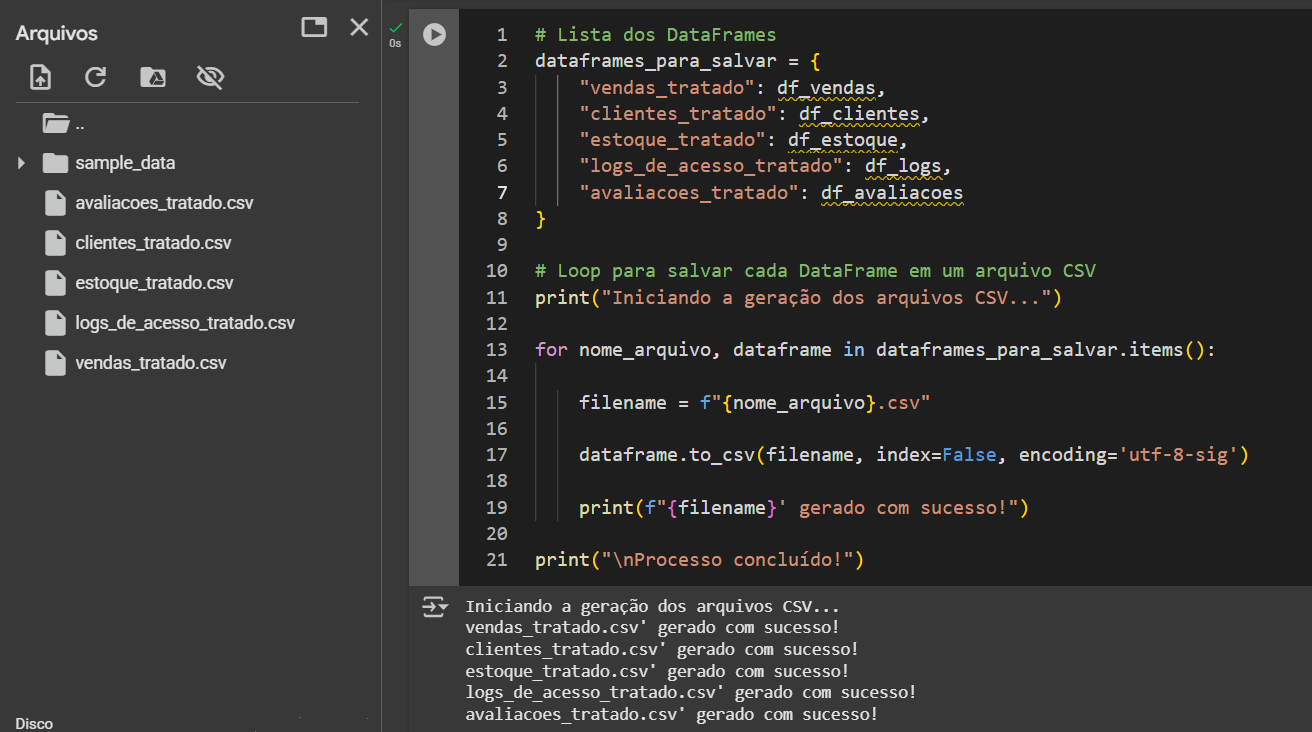 Arquivos
..
sample_data
avaliacoes_tratado.csv
clientes_tratado.csv
estoque_tratado.csv
logs_de_acesso_tratado.csv
vendas_tratado.csv
Disco
0s
1 # Lista dos DataFrames
2 dataframes_para_salvar = {
3     "vendas_tratado": df_vendas,
4     "clientes_tratado": df_clientes,
5     "estoque_tratado": df_estoque,
6     "logs_de_acesso_tratado": df_logs,
7     "avaliacoes_tratado": df_avaliacoes
8 }
9
10 # Loop para salvar cada DataFrame em um arquivo CSV
11 print("Iniciando a geração dos arquivos CSV...")
12
13 for nome_arquivo, dataframe in dataframes_para_salvar.items():
14
15     filename = f"{nome_arquivo}.csv"
16
17     dataframe.to_csv(filename, index=False, encoding='utf-8-sig')
18
19     print(f"{filename}' gerado com sucesso!")
20
21 print("\nProcesso concluído!")
Iniciando a geração dos arquivos CSV...
vendas_tratado.csv' gerado com sucesso!
clientes_tratado.csv' gerado com sucesso!
estoque_tratado.csv' gerado com sucesso!
logs_de_acesso_tratado.csv' gerado com sucesso!
avaliacoes_tratado.csv' gerado com sucesso!